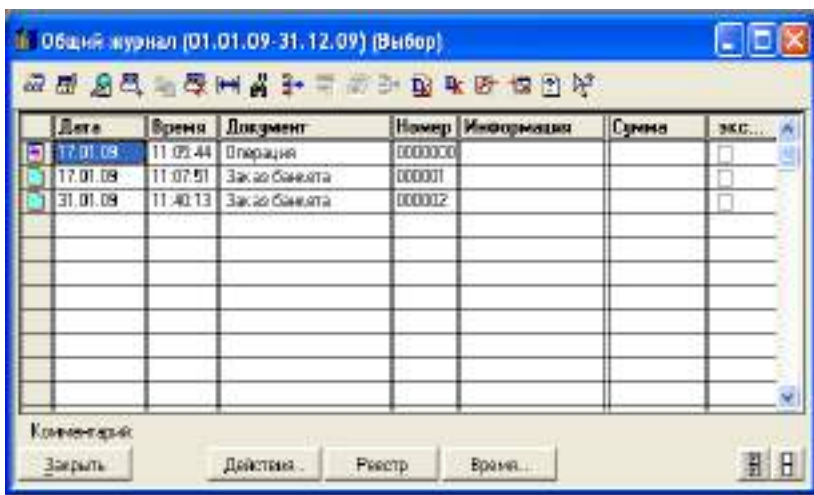 Общий журнал (01.01.09-31.12.09) (Выбор)
Дата Время Документ Номер Информация Сумма экс...
17.01.09 11:05:44 Операция 0000000
17.01.09 11:07:51 Заказ банкета 000001
31.01.09 11:40:13 Заказ банкета 000002
Комментарий:
Закрыть Действия... Реестр Время...